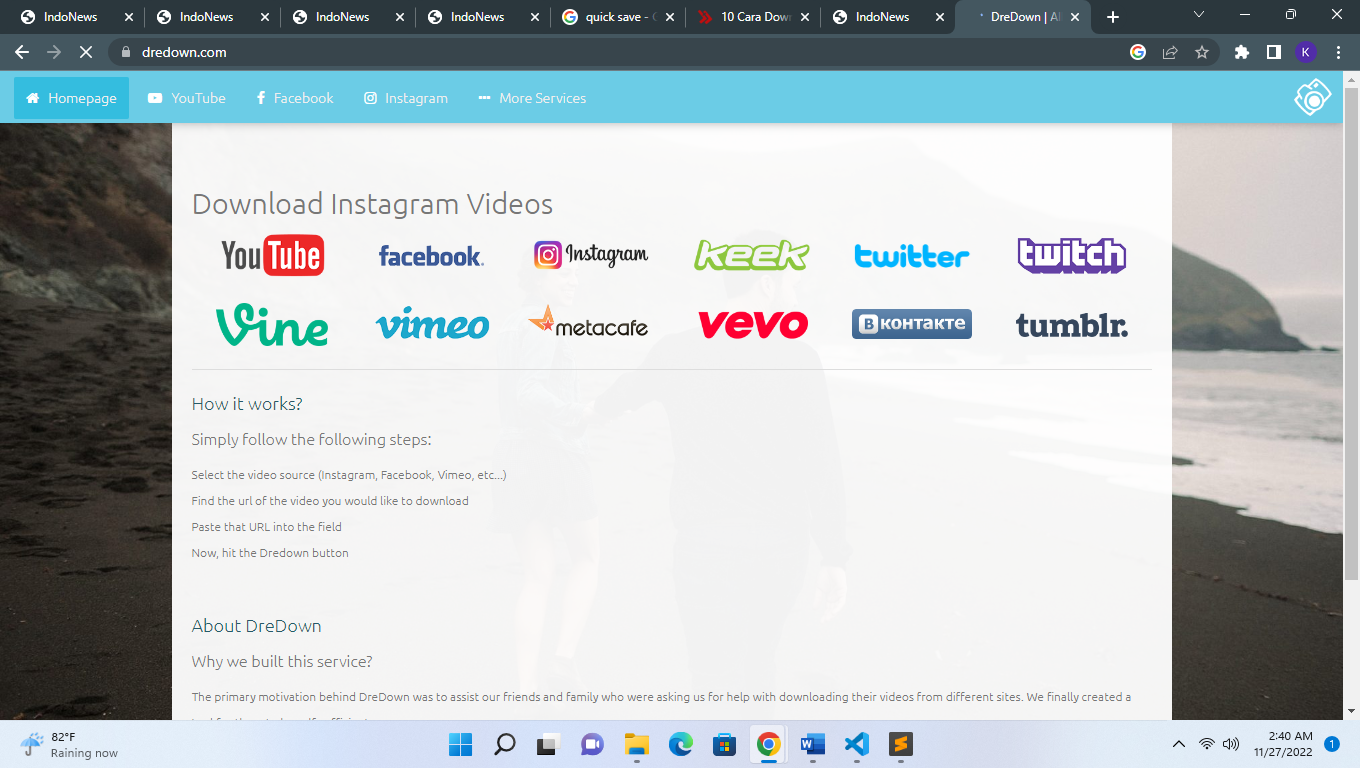 IndoNews IndoNews IndoNews IndoNews quick save - 10 Cara Dow IndoNews DreDown | Al
dredown.com K
Homepage YouTube Facebook Instagram More Services
Download Instagram Videos
YouTube facebook. Instagram keek twitter twitch
Vine vimeo metacafe vevo B контакте tumblr.
How it works?
Simply follow the following steps:
Select the video source (Instagram, Facebook, Vimeo, etc...)
Find the url of the video you would like to download
Paste that URL into the field
Now, hit the Dredown button
About DreDown
Why we built this service?
The primary motivation behind DreDown was to assist our friends and family who were asking us for help with downloading their videos from different sites. We finally created a
82°F
Raining now
2:40 AM
11/27/2022 1